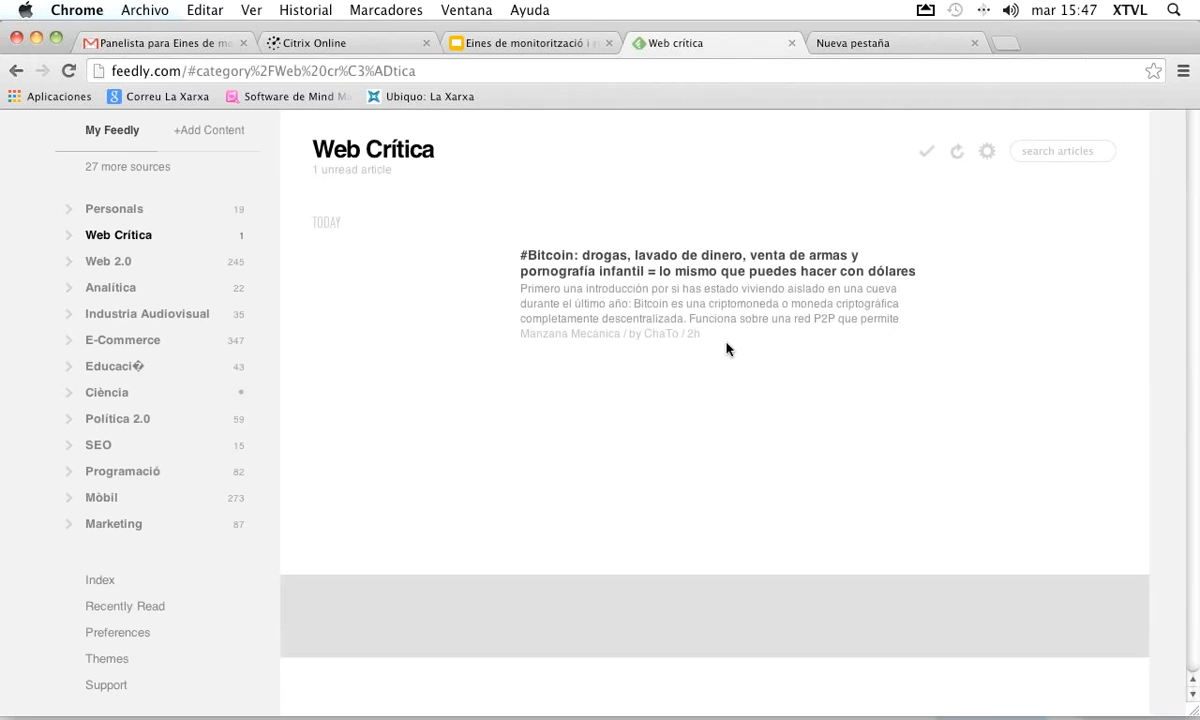 Chrome Archivo Editar Ver Historial Marcadores Ventana Ayuda mar 15:47 XTVL
Panelista para Eines de m
Citrix Online
Eines de monitorització i
Web crítica
Nueva pestaña
feedly.com/#category%2FWeb%20cr%C3%ADtica
Aplicaciones
Correu La Xarxa
Software de Mind M
Ubiquo: La Xarxa
My Feedly
+Add Content
27 more sources
Personals 19
Web Crítica 1
Web 2.0 245
Analítica 22
Industria Audiovisual 35
E-Commerce 347
Educaci� 43
Ciència •
Política 2.0 59
SEO 15
Programació 82
Mòbil 273
Marketing 87
Index
Recently Read
Preferences
Themes
Support
Web Crítica
1 unread article
search articles
TODAY
#Bitcoin: drogas, lavado de dinero, venta de armas y
pornografía infantil = lo mismo que puedes hacer con dólares
Primero una introducción por si has estado viviendo aislado en una cueva
durante el último año: Bitcoin es una criptomoneda o moneda criptográfica
completamente descentralizada. Funciona sobre una red P2P que permite
Manzana Mecánica / by ChaTo / 2h